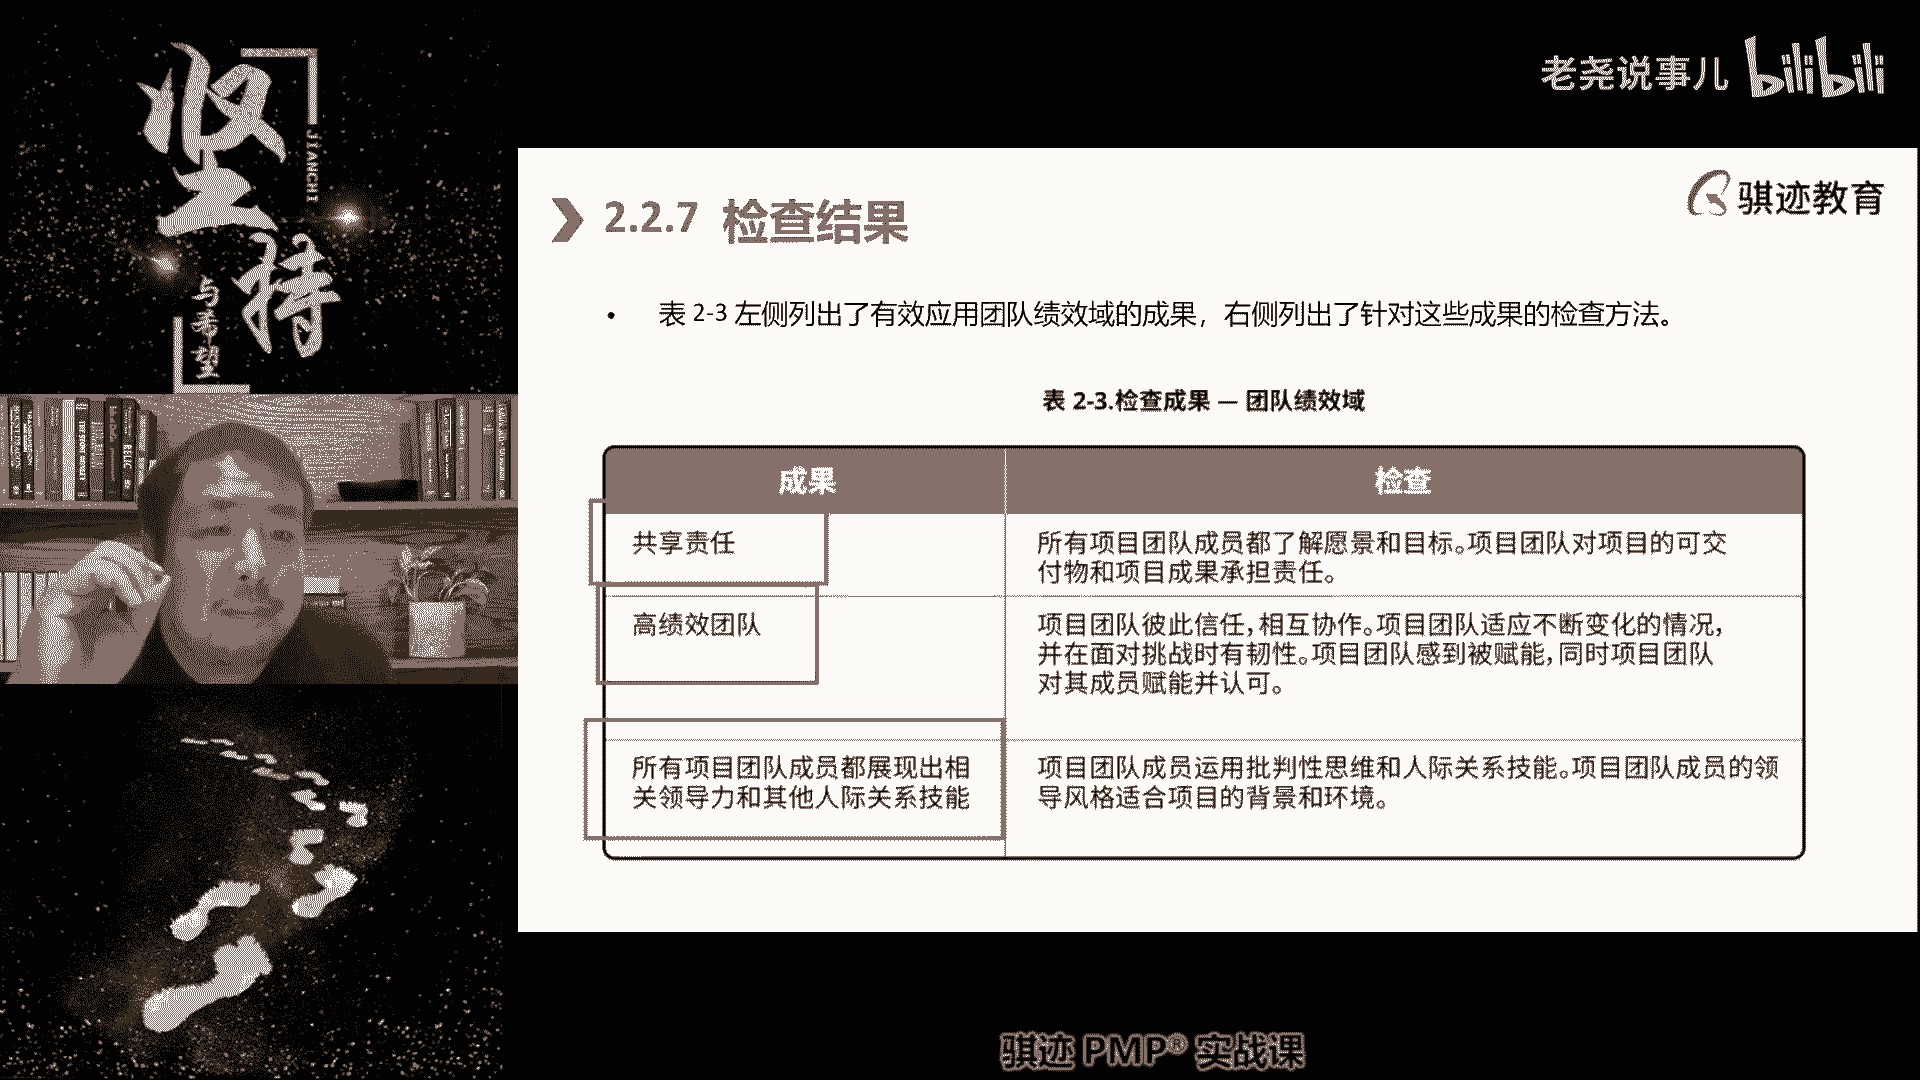 坚持
JIANCHI
与希望
老尧说事儿 bilibili
骐迹教育
2.2.7 检查结果
• 表 2-3 左侧列出了有效应用团队绩效域的成果，右侧列出了针对这些成果的检查方法。
表 2-3.检查成果 — 团队绩效域
成果
检查
共享责任
所有项目团队成员都了解愿景和目标。项目团队对项目的可交
付物和项目成果承担责任。
高绩效团队
项目团队彼此信任，相互协作。项目团队适应不断变化的情况，
并在面对挑战时有韧性。项目团队感到被赋能，同时项目团队
对其成员赋能并认可。
所有项目团队成员都展现出相
关领导力和其他人际关系技能
项目团队成员运用批判性思维和人际关系技能。项目团队成员的领
导风格适合项目的背景和环境。
骐迹 PMP® 实战课